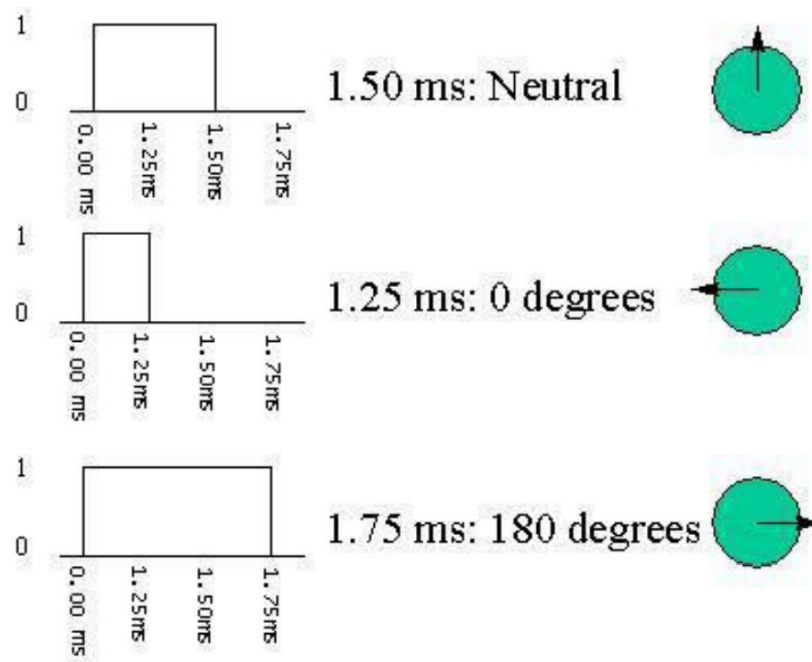 1
0
1.50 ms: Neutral
0.00 ms
1.25ms
1.50ms
1.75ms
1
0
1.25 ms: 0 degrees
0.00 ms
1.25ms
1.50ms
1.75ms
1
0
1.75 ms: 180 degrees
0.00 ms
1.25ms
1.50ms
1.75ms